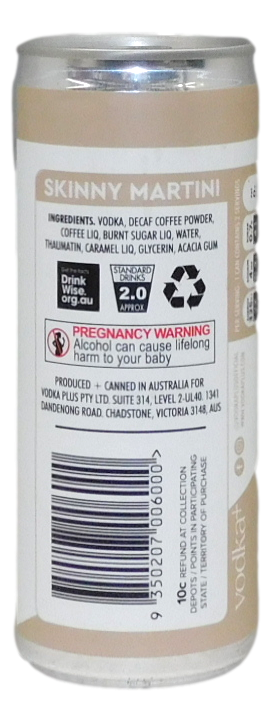 SKINNY MARTINI
INGREDIENTS. VODKA, DECAF COFFEE POWDER,
COFFEE LIQ, BURNT SUGAR LIQ, WATER,
THAUMATIN, CARAMEL LIQ, GLYCERIN, ACACIA GUM
Get the facts
Drink
Wise.
org.au
STANDARD
DRINKS
2.0
APPROX
PREGNANCY WARNING
Alcohol can cause lifelong
harm to your baby
PRODUCED + CANNED IN AUSTRALIA FOR
VODKA PLUS PTY LTD. SUITE 314, LEVEL 2-UL40. 1341
DANDENONG ROAD. CHADSTONE, VICTORIA 3148, AUS
9 350207 006000 >
10c REFUND AT COLLECTION
DEPOTS / POINTS IN PARTICIPATING
STATE / TERRITORY OF PURCHASE
vodka+